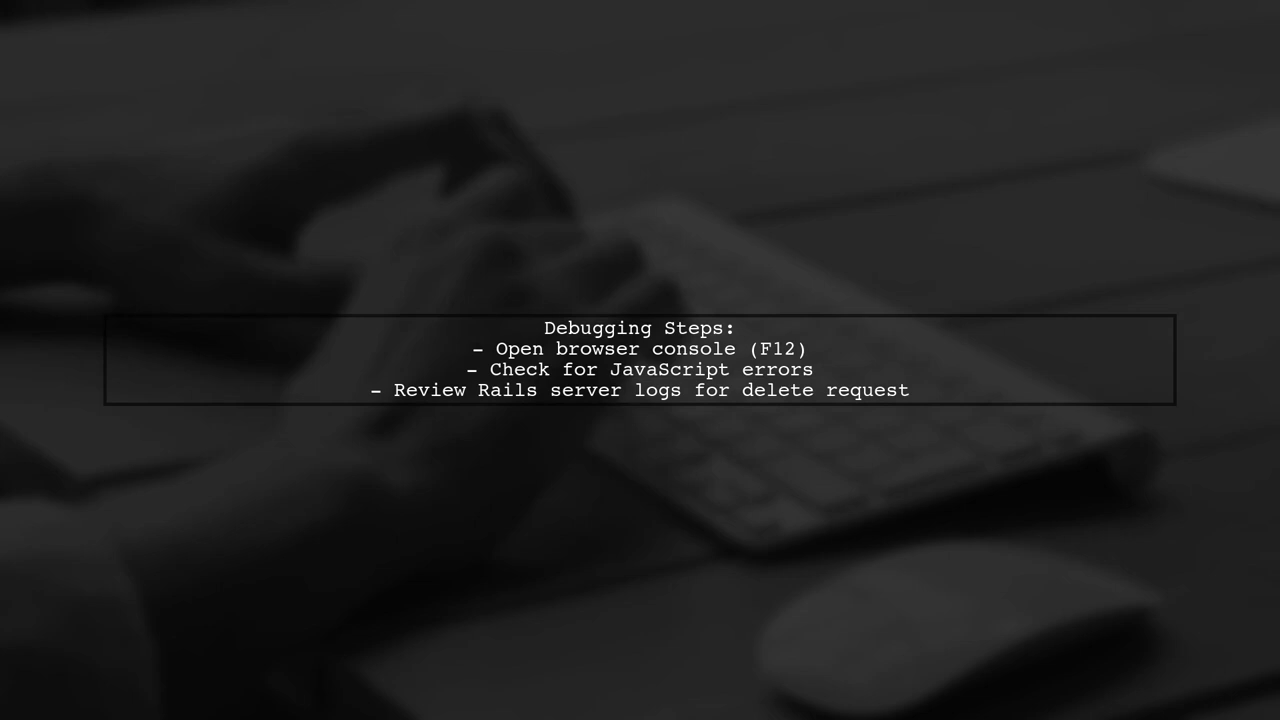 Debugging Steps:
- Open browser console (F12)
- Check for JavaScript errors
- Review Rails server logs for delete request